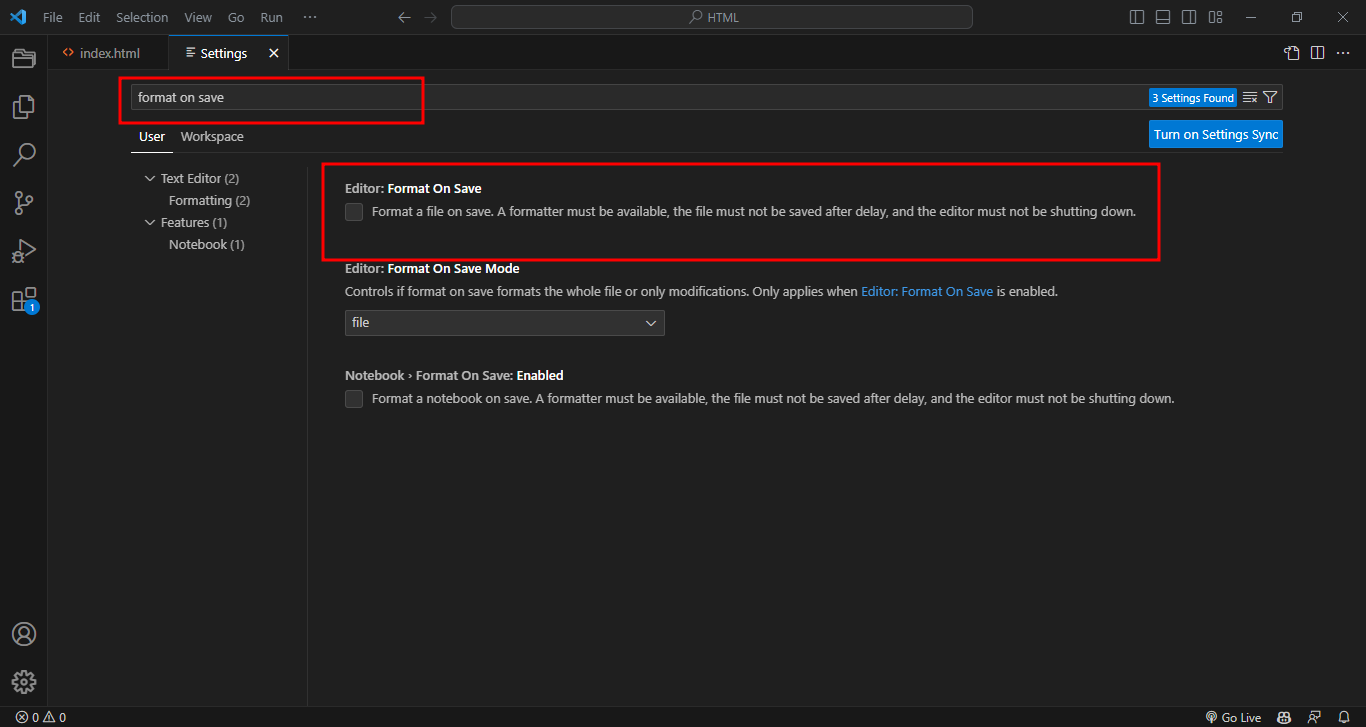 File Edit Selection View Go Run ···
HTML
index.html
Settings
format on save
3 Settings Found
User Workspace
Turn on Settings Sync
Text Editor (2)
Formatting (2)
Features (1)
Notebook (1)
Editor: Format On Save
Format a file on save. A formatter must be available, the file must not be saved after delay, and the editor must not be shutting down.
Editor: Format On Save Mode
Controls if format on save formats the whole file or only modifications. Only applies when Editor: Format On Save is enabled.
file
Notebook › Format On Save: Enabled
Format a notebook on save. A formatter must be available, the file must not be saved after delay, and the editor must not be shutting down.
1
0 0
Go Live